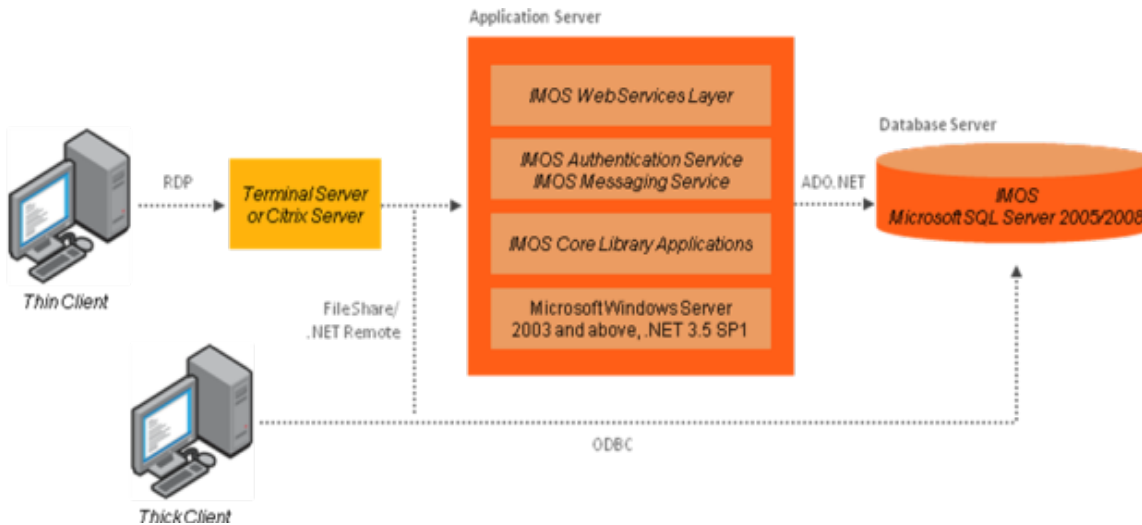 Application Server
IMOS WebServices Layer
Database Server
IMOS Authentication Service
IMOS Messaging Service
RDP
ADO.NET
Terminal Server
or Citrix Server
IMOS
Microsoft SQL Server 2005/2008
IMOS Core Library Applications
Thin Client
FileShare/
.NET Remote
Microsoft Windows Server
2003 and above, .NET 3.5 SP1
ODBC
Thick Client